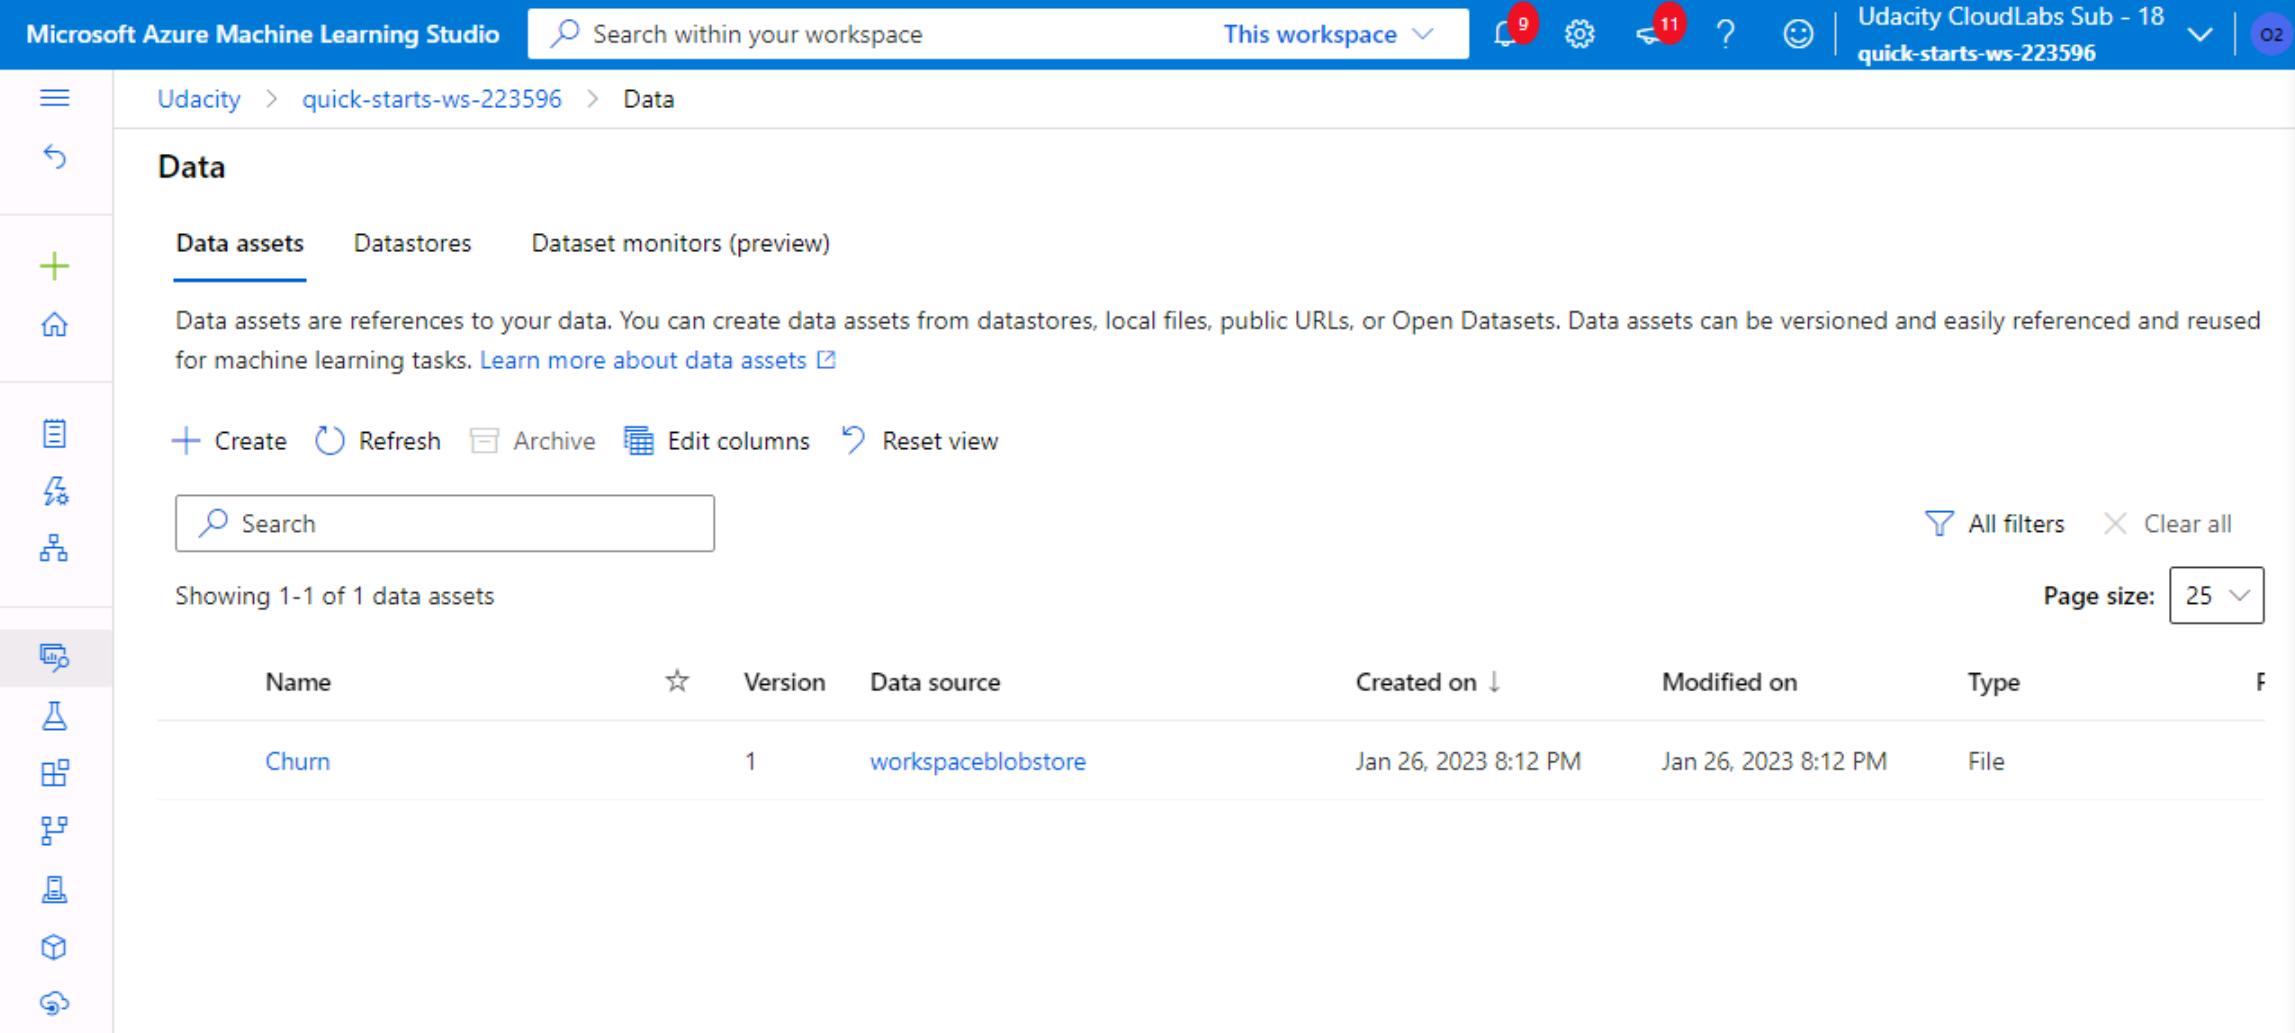 Microsoft Azure Machine Learning Studio
Search within your workspace
This workspace
9
11
Udacity CloudLabs Sub - 18
quick-starts-ws-223596
O2
Udacity > quick-starts-ws-223596 > Data
Data
Data assets
Datastores
Dataset monitors (preview)
Data assets are references to your data. You can create data assets from datastores, local files, public URLs, or Open Datasets. Data assets can be versioned and easily referenced and reused
for machine learning tasks. Learn more about data assets
Create
Refresh
Archive
Edit columns
Reset view
Search
All filters
Clear all
Showing 1-1 of 1 data assets
Page size: 25
Name
Version
Data source
Created on ↓
Modified on
Type
Churn
1
workspaceblobstore
Jan 26, 2023 8:12 PM
Jan 26, 2023 8:12 PM
File